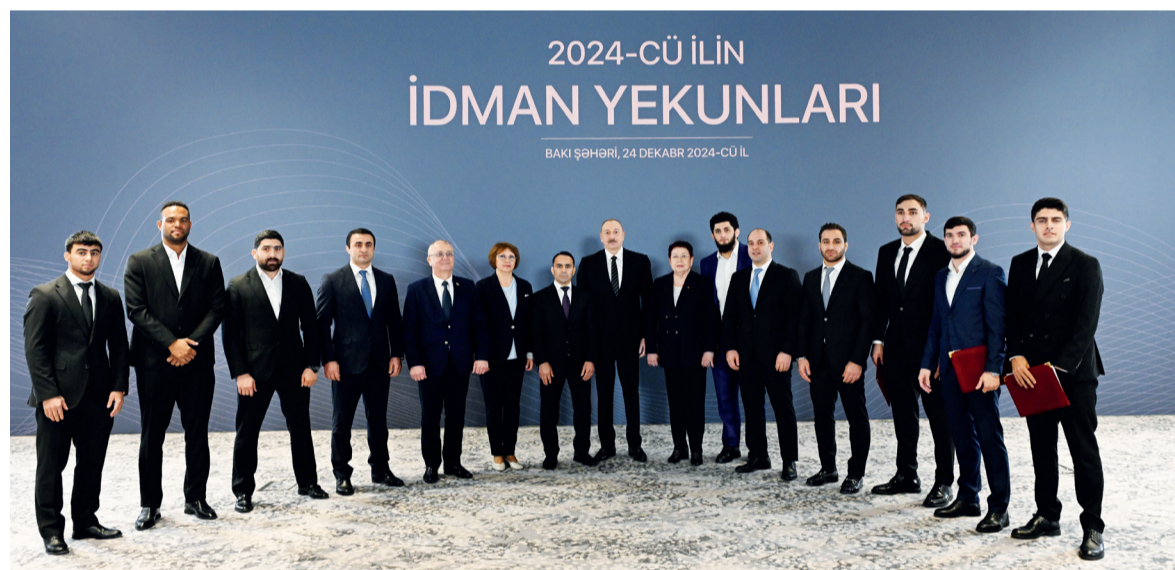 2024-CÜ İLİN
İDMAN YEKUNLARI
BAKI ŞƏHƏRİ, 24 DEKABR 2024-CÜ İL